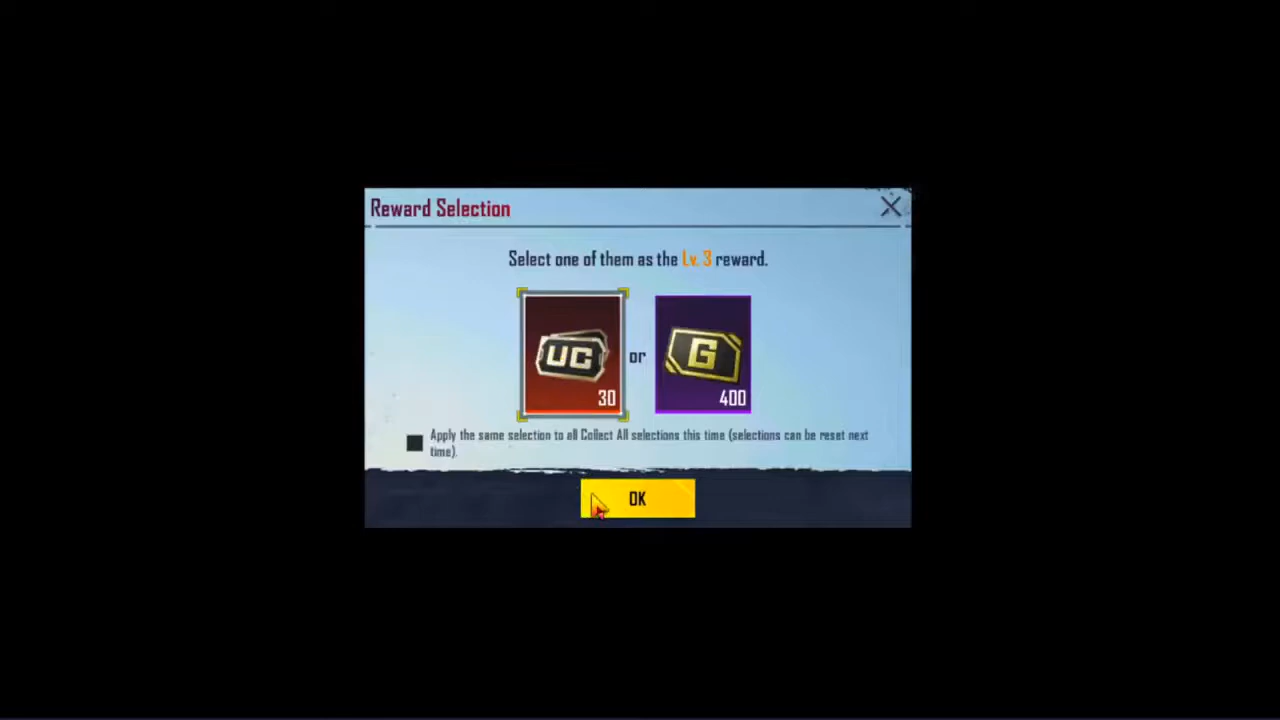 Reward Selection
Select one of them as the Lv. 3 reward.
UC
30
or
G
400
Apply the same selection to all Collect All selections this time (selections can be reset next
time).
OK